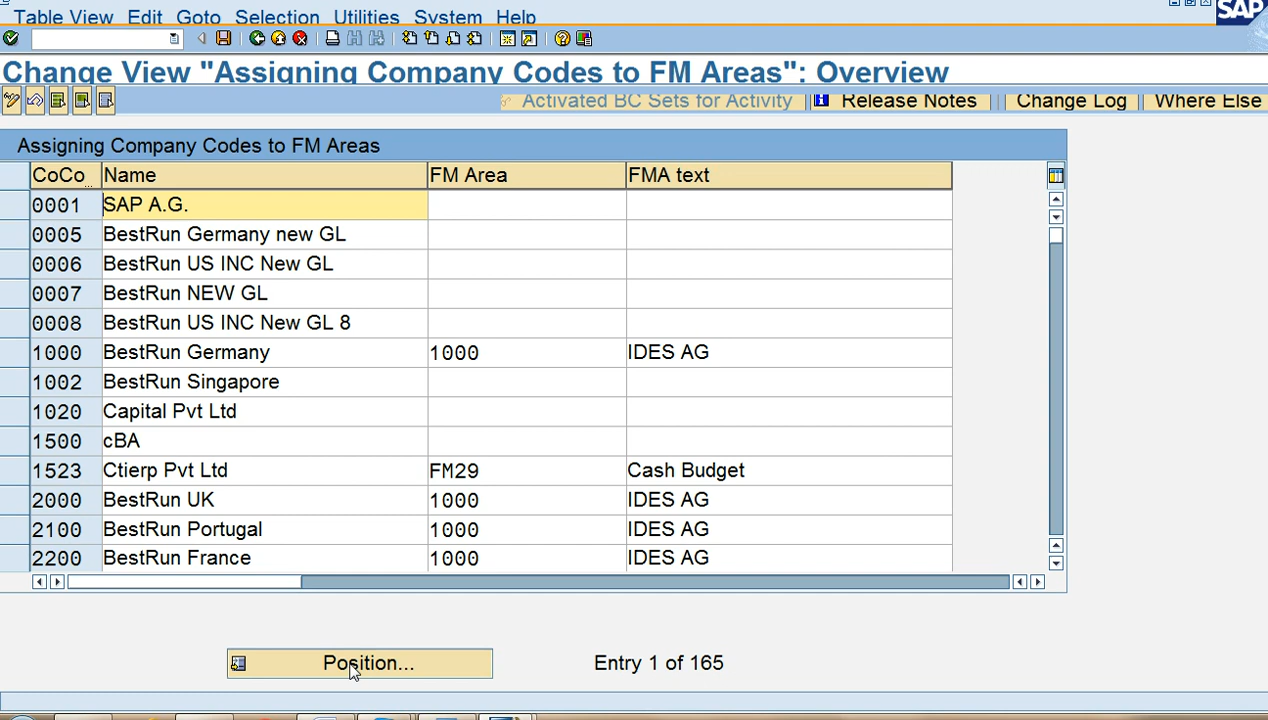 Table View Edit Goto Selection Utilities System Help
SAP
Change View "Assigning Company Codes to FM Areas": Overview
Activated BC Sets for Activity Release Notes Change Log Where Else
Assigning Company Codes to FM Areas
CoCo Name FM Area FMA text
0001 SAP A.G.
0005 BestRun Germany new GL
0006 BestRun US INC New GL
0007 BestRun NEW GL
0008 BestRun US INC New GL 8
1000 BestRun Germany 1000 IDES AG
1002 BestRun Singapore
1020 Capital Pvt Ltd
1500 cBA
1523 Ctierp Pvt Ltd FM29 Cash Budget
2000 BestRun UK 1000 IDES AG
2100 BestRun Portugal 1000 IDES AG
2200 BestRun France 1000 IDES AG
Position... Entry 1 of 165